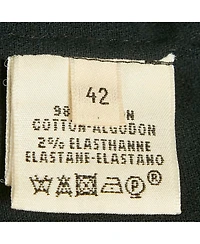 42
98
COTTON-ALGODON
2% ELASTHANNE
ELASTANE-ELASTANO
P